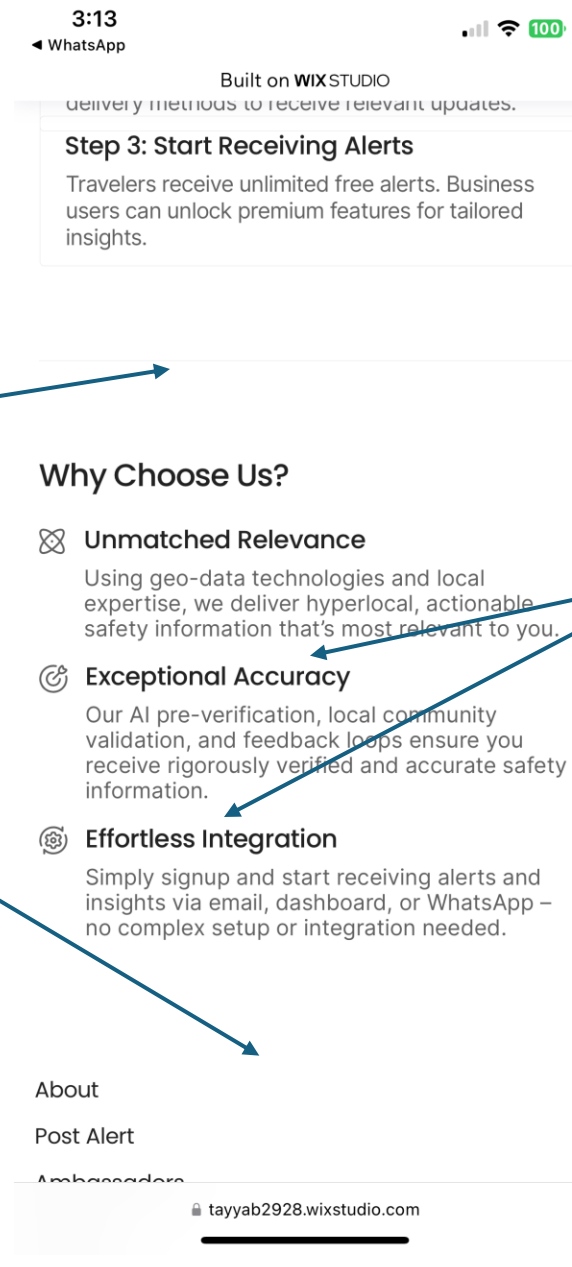 3:13
100
◀ WhatsApp
Built on WIX STUDIO
delivery methods to receive relevant updates.
Step 3: Start Receiving Alerts
Travelers receive unlimited free alerts. Business
users can unlock premium features for tailored
insights.
Why Choose Us?
Unmatched Relevance
Using geo-data technologies and local
expertise, we deliver hyperlocal, actionable
safety information that’s most relevant to you.
Exceptional Accuracy
Our AI pre-verification, local community
validation, and feedback loops ensure you
receive rigorously verified and accurate safety
information.
Effortless Integration
Simply signup and start receiving alerts and
insights via email, dashboard, or WhatsApp –
no complex setup or integration needed.
About
Post Alert
Ambassadors
tayyab2928.wixstudio.com